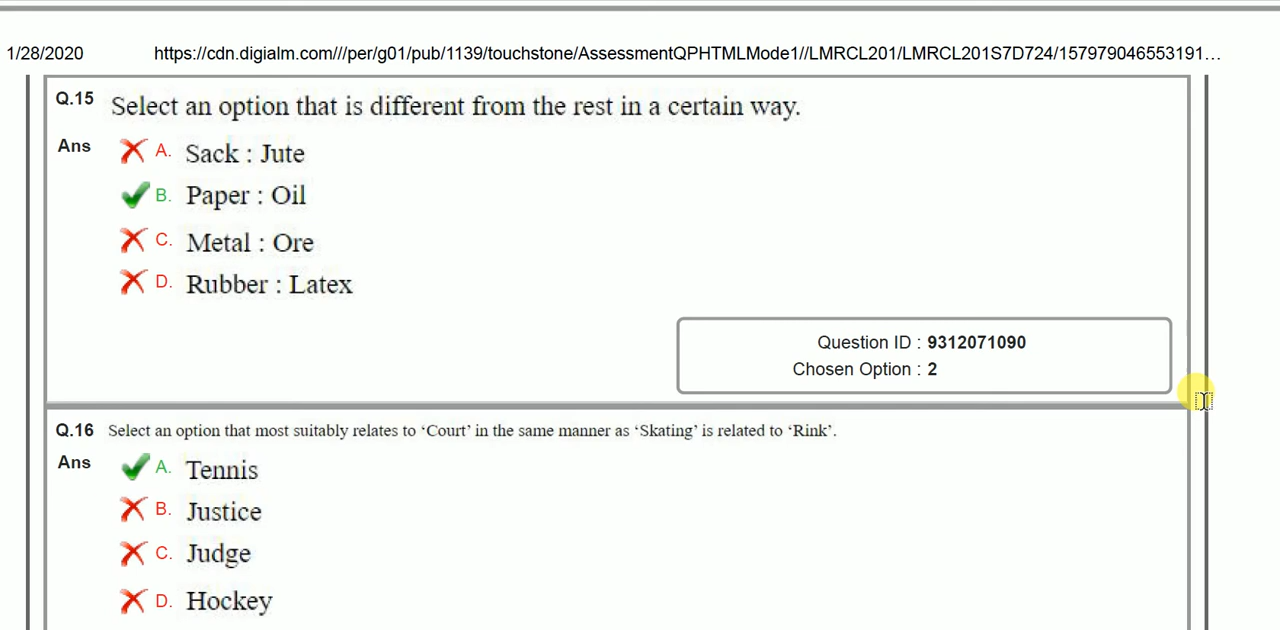 1/28/2020 https://cdn.digialm.com///per/g01/pub/1139/touchstone/AssessmentQPHTMLMode1//LMRCL201/LMRCL201S7D724/157979046553191...
Q.15 Select an option that is different from the rest in a certain way.
Ans A. Sack : Jute
B. Paper : Oil
C. Metal : Ore
D. Rubber : Latex
Question ID : 9312071090
Chosen Option : 2
Q.16 Select an option that most suitably relates to ‘Court’ in the same manner as ‘Skating’ is related to ‘Rink’.
Ans A. Tennis
B. Justice
C. Judge
D. Hockey